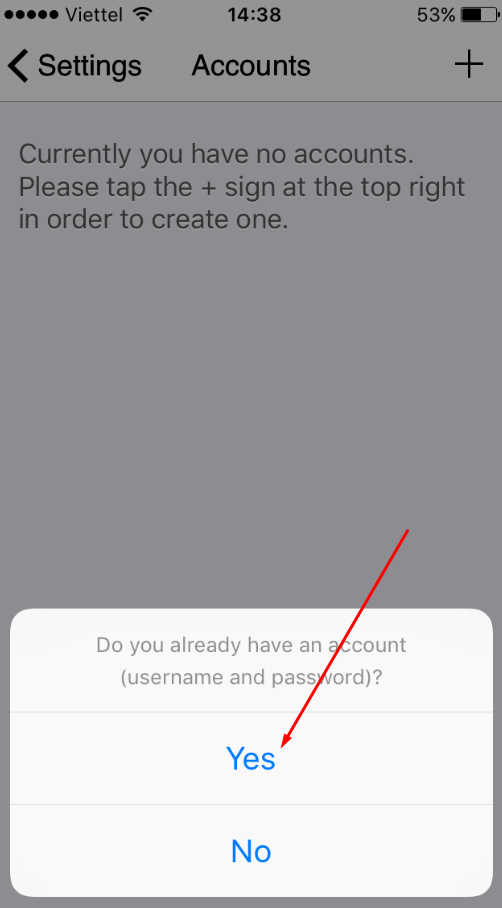 Viettel 14:38 53%
Settings Accounts +
Currently you have no accounts.
Please tap the + sign at the top right
in order to create one.
Do you already have an account
(username and password)?
Yes
No